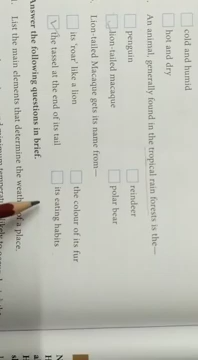 cold and humid
hot and dry
An animal, generally found in the tropical rain forests is the—
penguin reindeer
lion-tailed macaque polar bear
Lion-tailed Macaque gets its name from—
its 'roar' like a lion the colour of its fur
the tassel at the end of its tail its eating habits
Answer the following questions in brief.
List the main elements that determine the weath of a place.